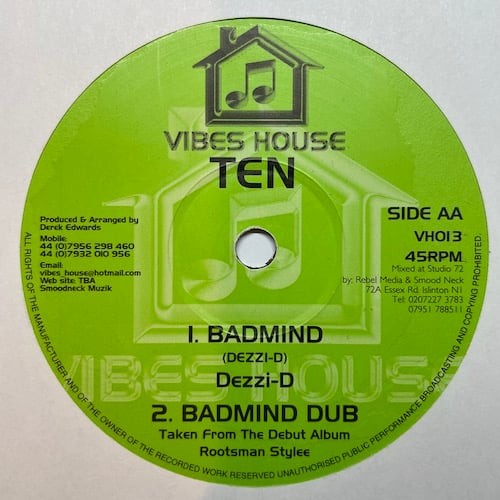 VIBES HOUSE
TEN
Produced & Arranged by
Derek Edwards
Mobile:
44 (0)7956 298 460
44 (0)7932 010 956
Email:
vibes_house@hotmail.com
Web site: TBA
Smoodneck Muzik
SIDE AA
VH013
45RPM
Mixed at Studio 72
by: Rebel Media & Smood Neck
72A Essex Rd, Islinton N1
Tel: 0207227 3783
07951 788511
1. BADMIND
(DEZZI-D)
Dezzi-D
2. BADMIND DUB
Taken From The Debut Album
Rootsman Stylee
VIBES HOUSE
ALL RIGHTS OF THE MANUFACTURER AND OF THE OWNER OF THE RECORDED WORK RESERVED UNAUTHORISED PUBLIC PERFORMANCE BROADCASTING AND COPYING PROHIBITED.